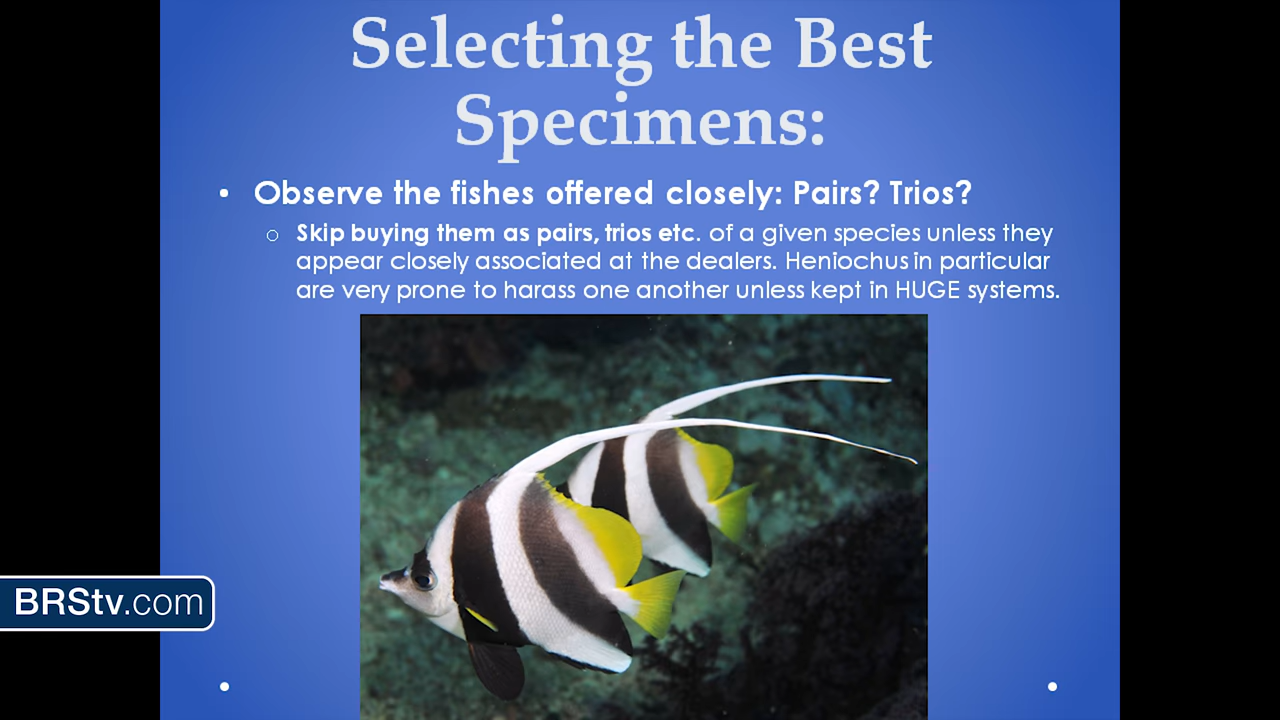 Selecting the Best
Specimens:
• Observe the fishes offered closely: Pairs? Trios?
○ Skip buying them as pairs, trios etc. of a given species unless they
appear closely associated at the dealers. Heniochus in particular
are very prone to harass one another unless kept in HUGE systems.
BRStv.com